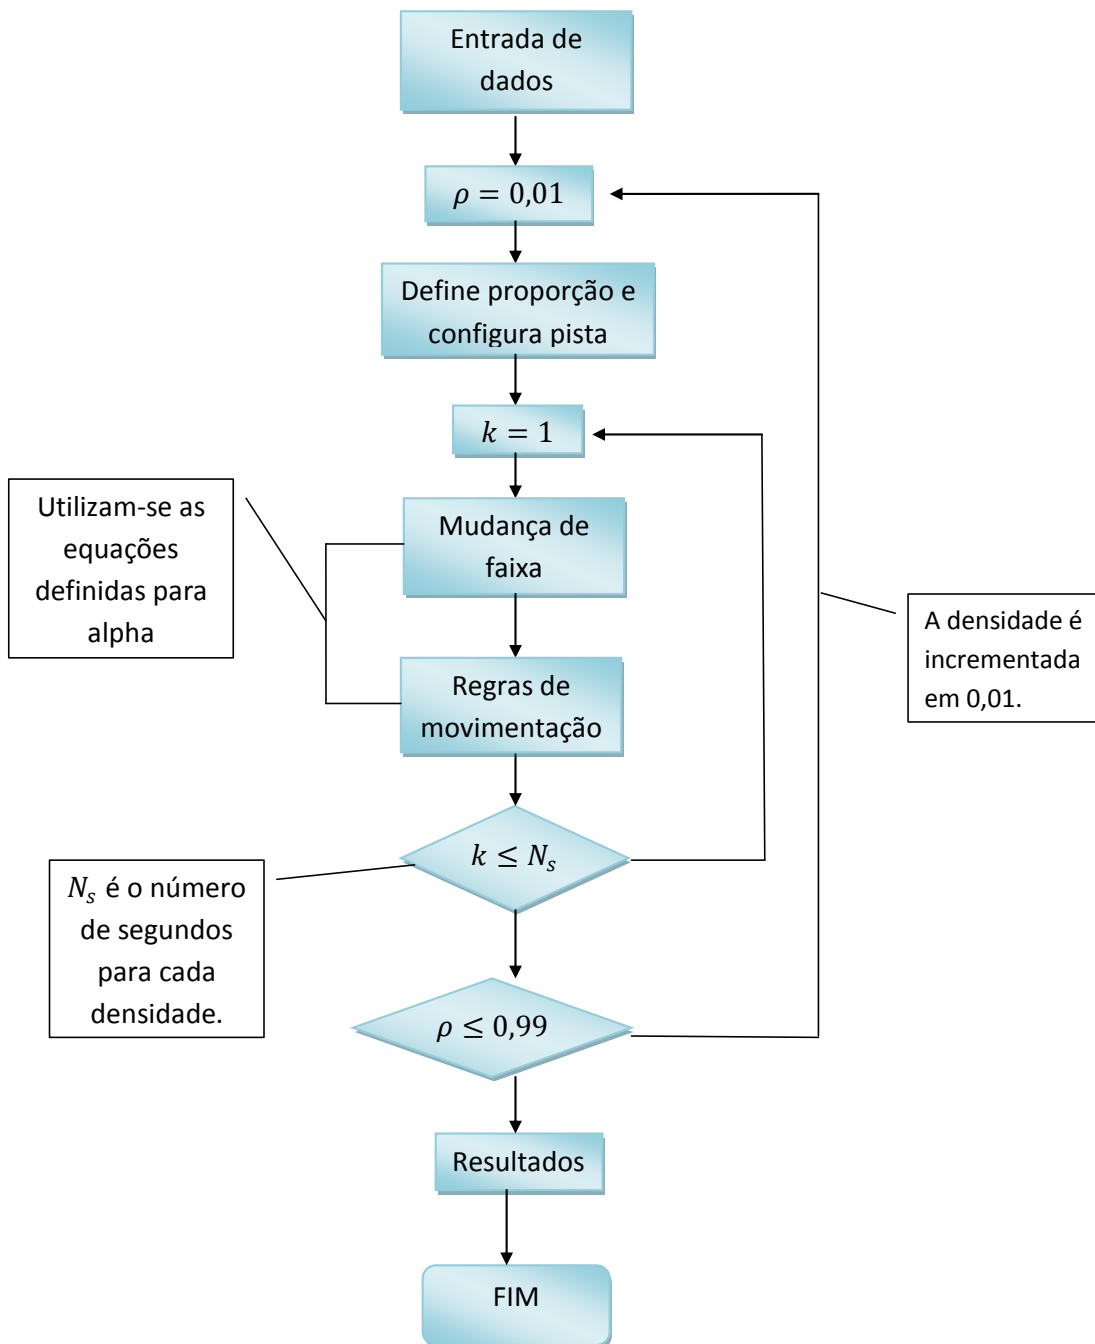 Entrada de
dados
ρ = 0,01
Define proporção e
configura pista
k = 1
Utilizam-se as
equações
definidas para
alpha
Mudança de
faixa
A densidade é
incrementada
em 0,01.
Regras de
movimentação
k ≤ Nₛ
Nₛ é o número
de segundos
para cada
densidade.
ρ ≤ 0,99
Resultados
FIM